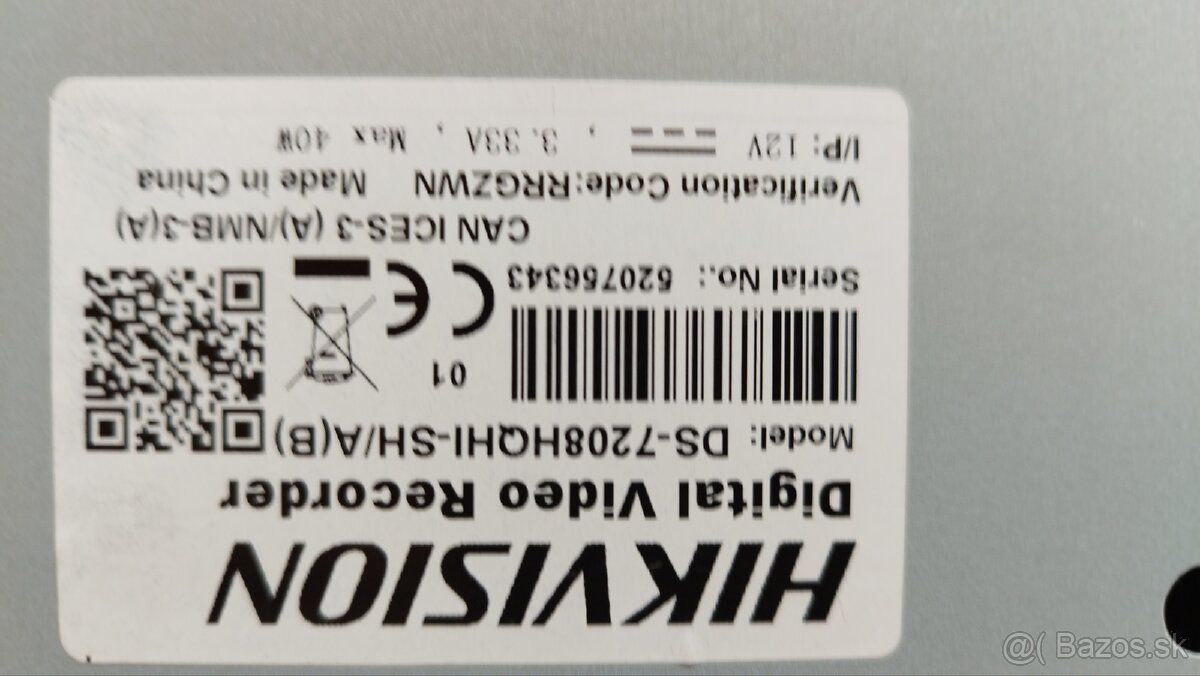 HIKVISION
Digital Video Recorder
Model: DS-7208HQHI-SH/A(B)
01
Serial No.: 520756343
CAN ICES-3 (A)/NMB-3(A)
Verification Code:RRGZWN Made in China
I/P: 12V ⎓ , 3.33A , Max 40W
@( Bazos.sk